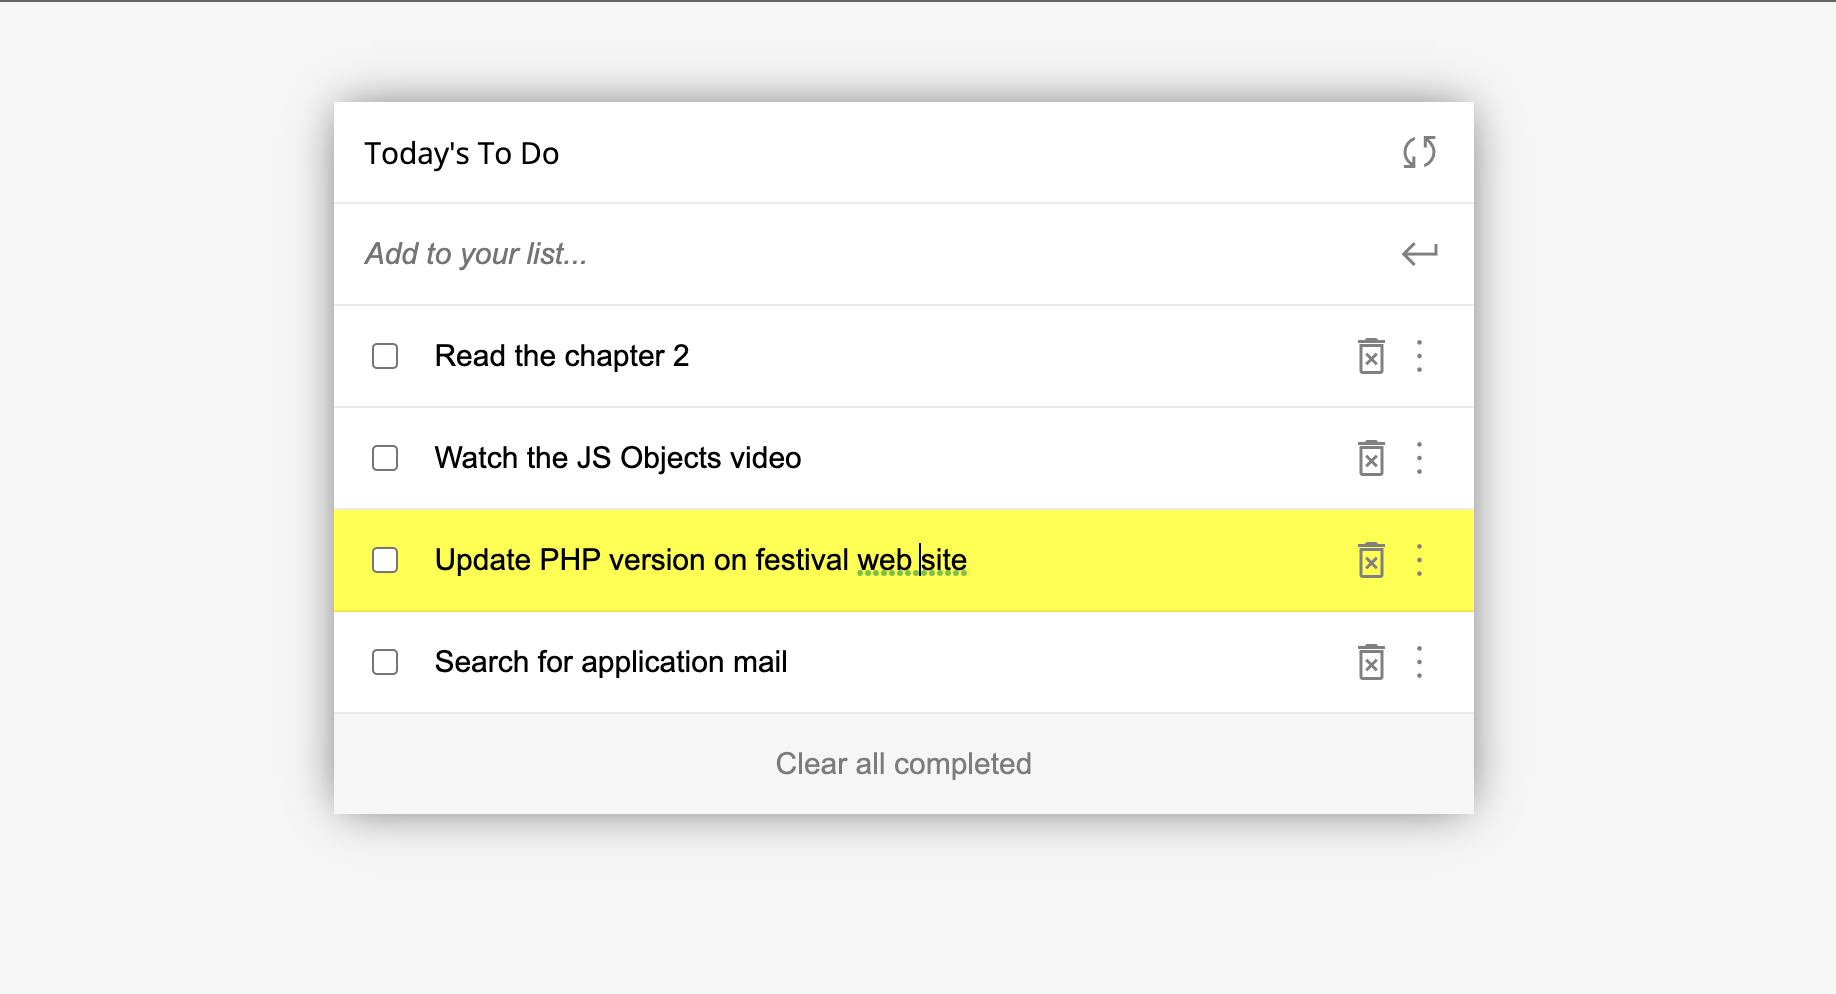 Today's To Do
Add to your list...
Read the chapter 2
Watch the JS Objects video
Update PHP version on festival web site
Search for application mail
Clear all completed